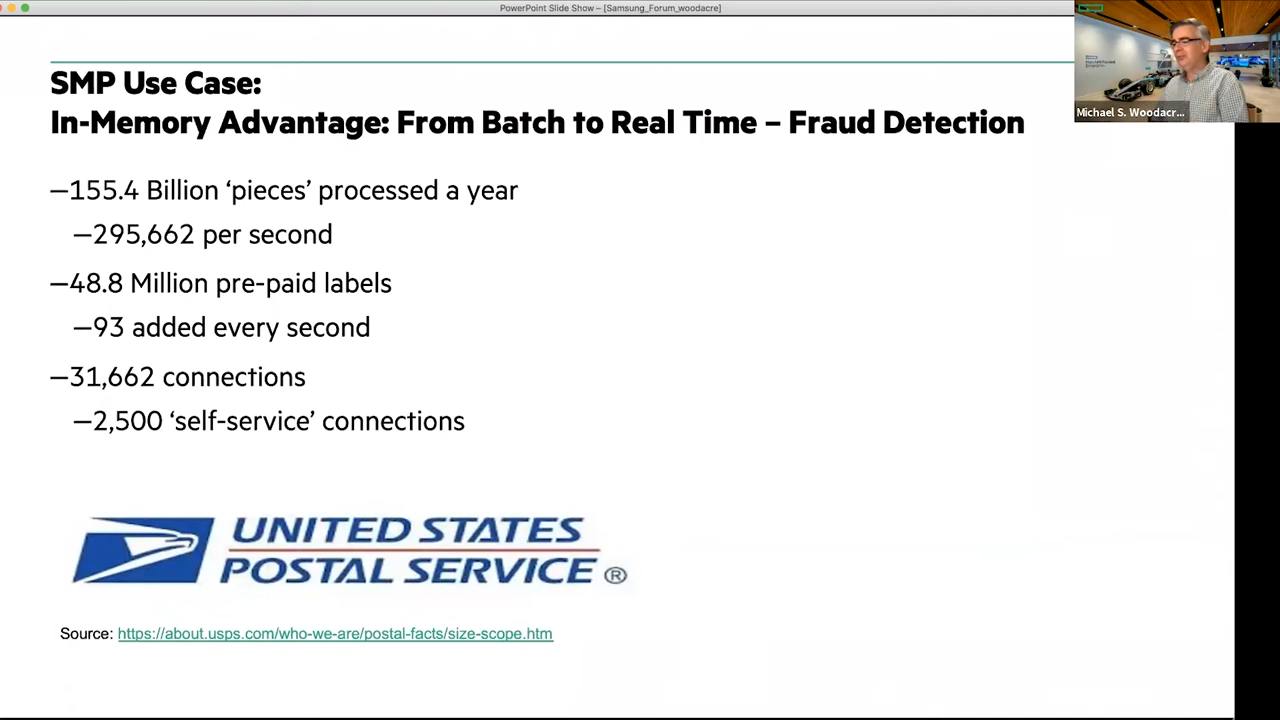 PowerPoint Slide Show – [Samsung_Forum_woodacre]
SMP Use Case:
In-Memory Advantage: From Batch to Real Time – Fraud Detection
Michael S. Woodacr...
–155.4 Billion ‘pieces’ processed a year
–295,662 per second
–48.8 Million pre-paid labels
–93 added every second
–31,662 connections
–2,500 ‘self-service’ connections
UNITED STATES
POSTAL SERVICE ®
Source: https://about.usps.com/who-we-are/postal-facts/size-scope.htm